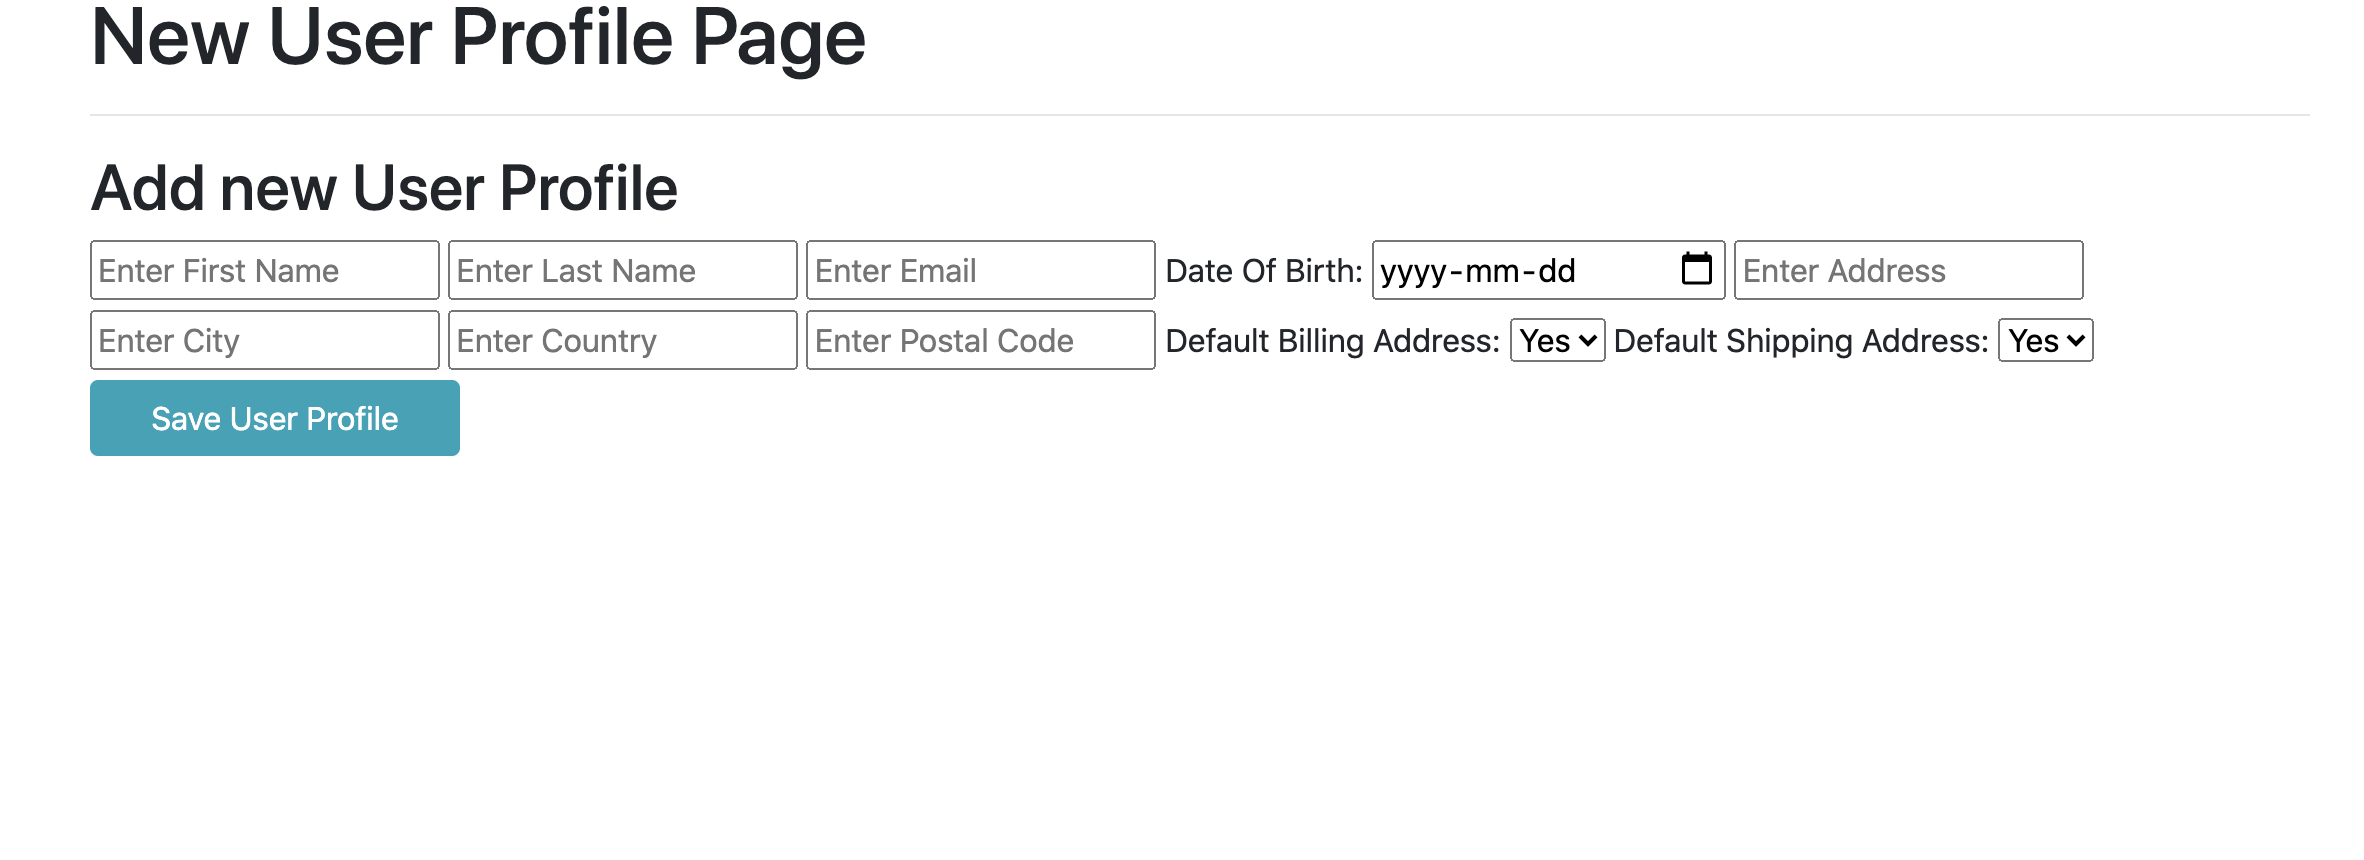 New User Profile Page
Add new User Profile
Enter First Name Enter Last Name Enter Email Date Of Birth: yyyy-mm-dd Enter Address
Enter City Enter Country Enter Postal Code Default Billing Address: Yes Default Shipping Address: Yes
Save User Profile